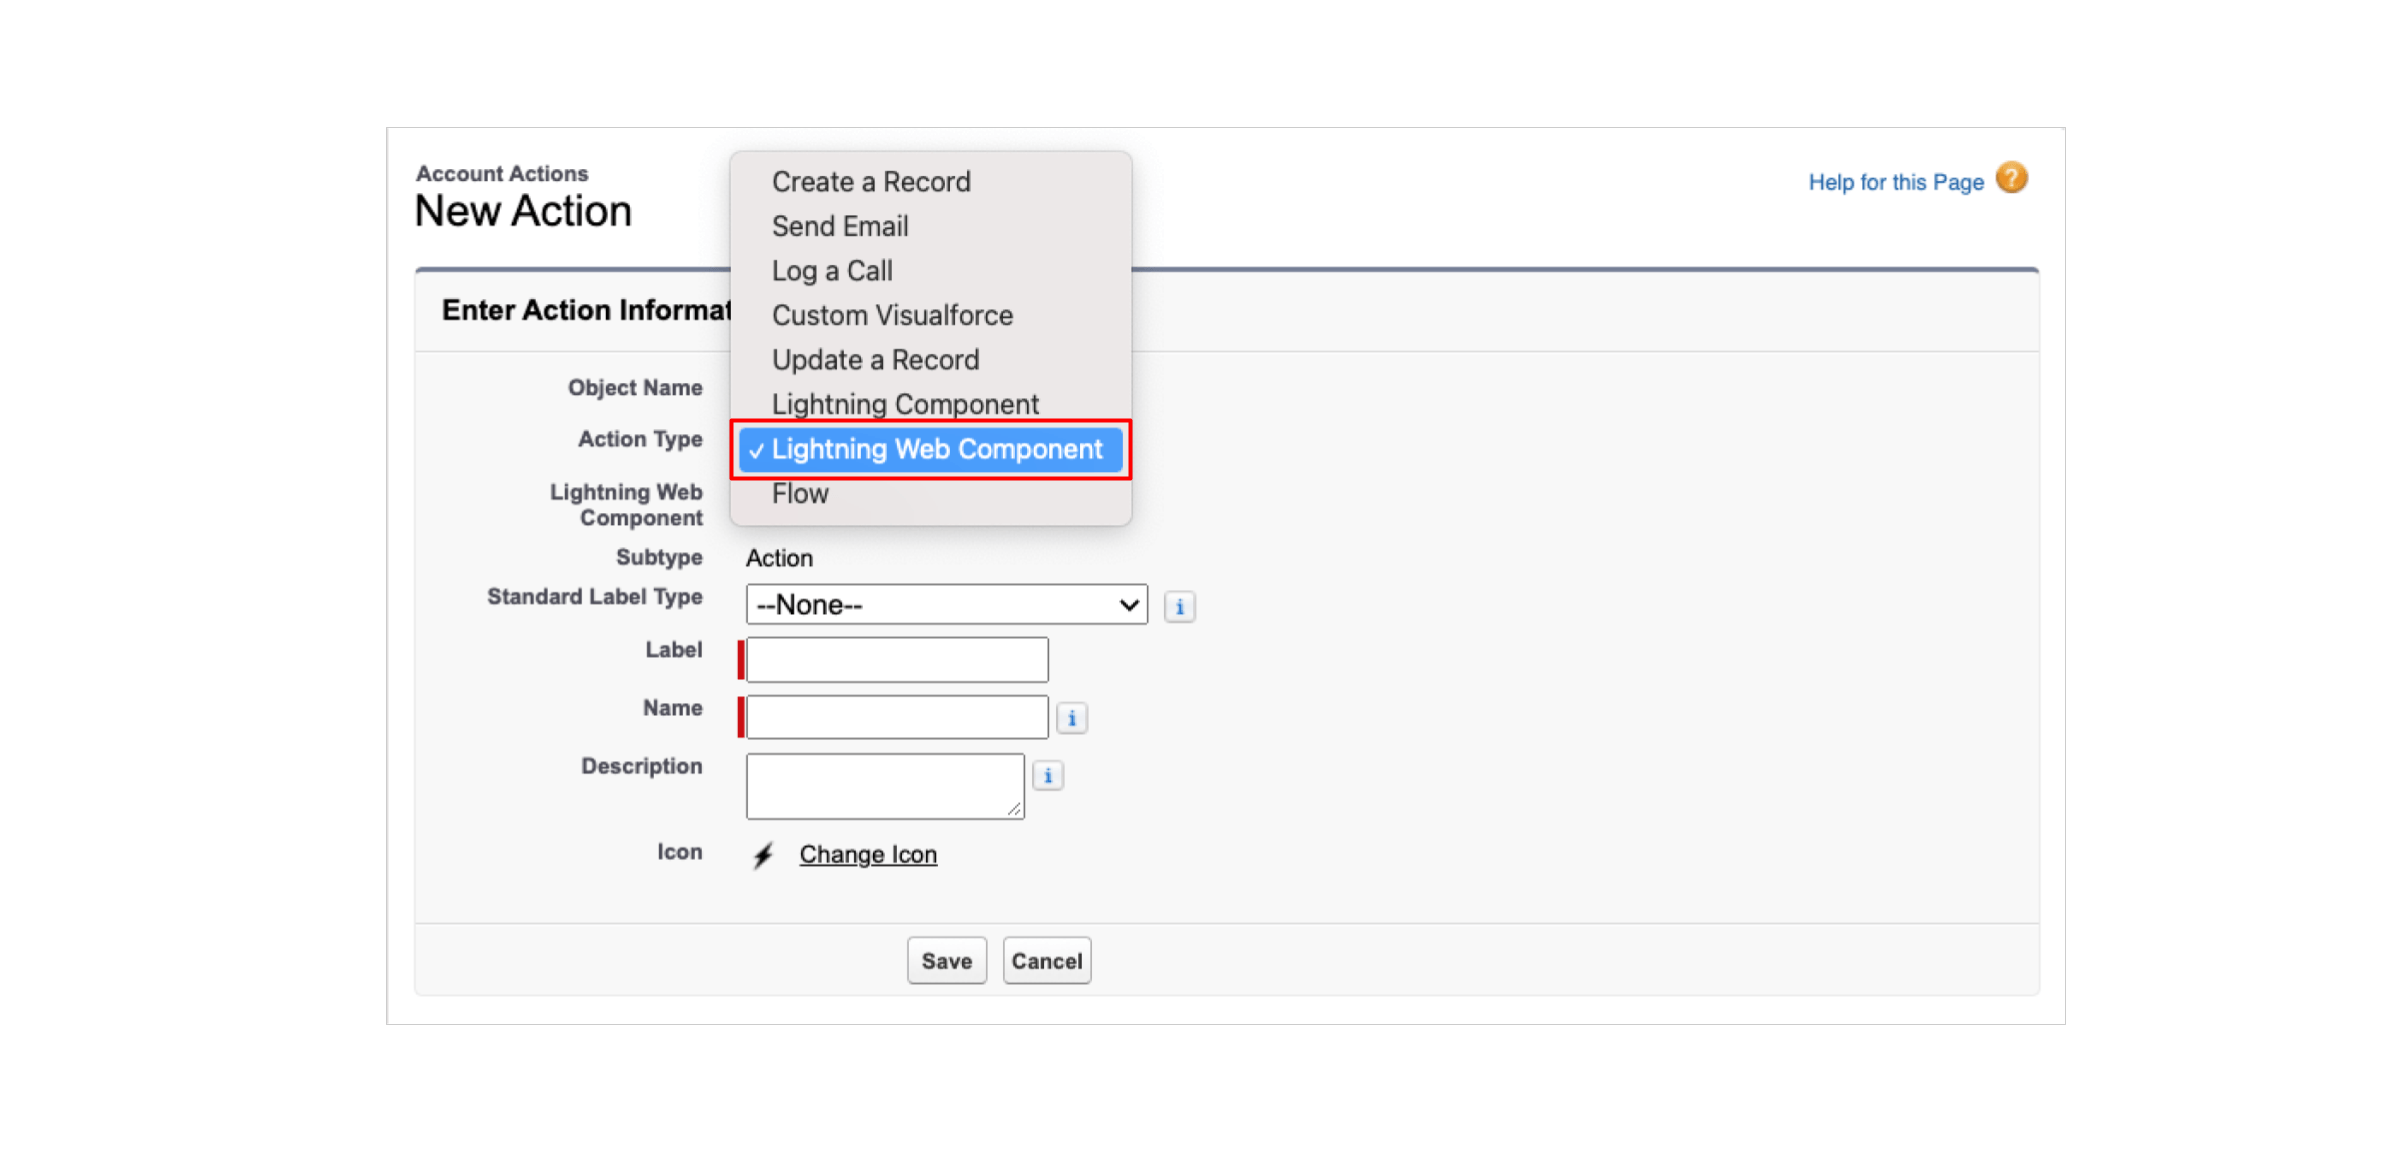 Account Actions
New Action
Help for this Page
?
Enter Action Informat
Create a Record
Send Email
Log a Call
Custom Visualforce
Update a Record
Lightning Component
✓ Lightning Web Component
Flow
Object Name
Action Type
Lightning Web
Component
Subtype Action
Standard Label Type --None-- i
Label
Name i
Description i
Icon Change Icon
Save Cancel